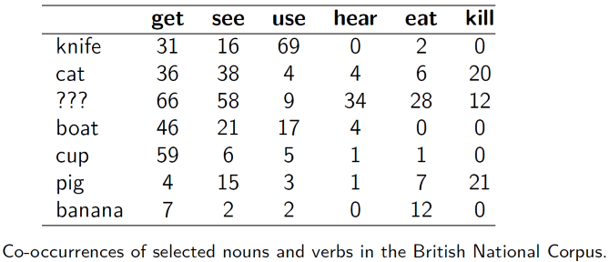 get see use hear eat kill
knife 31 16 69 0 2 0
cat 36 38 4 4 6 20
??? 66 58 9 34 28 12
boat 46 21 17 4 0 0
cup 59 6 5 1 1 0
pig 4 15 3 1 7 21
banana 7 2 2 0 12 0
Co-occurrences of selected nouns and verbs in the British National Corpus.